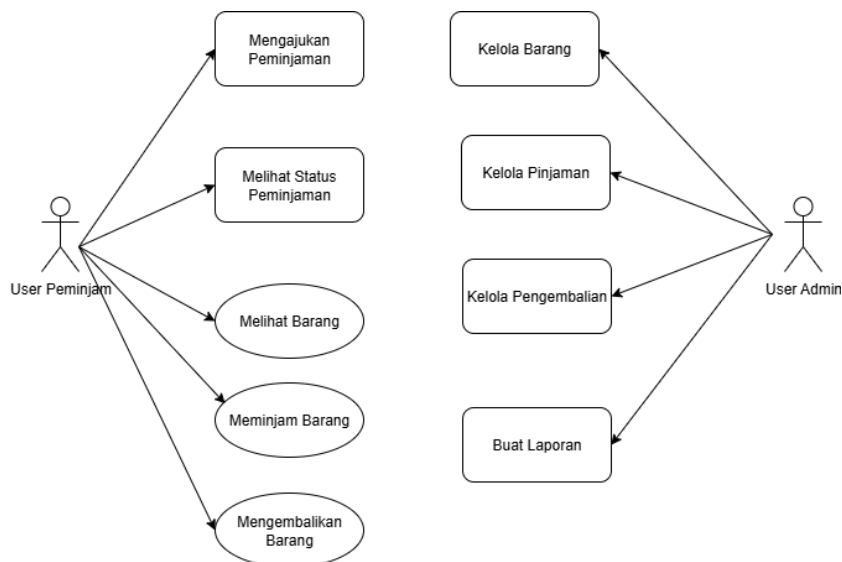 Mengajukan
Peminjaman
Kelola Barang
Melihat Status
Peminjaman
Kelola Pinjaman
User Peminjam
User Admin
Melihat Barang
Kelola Pengembalian
Meminjam Barang
Buat Laporan
Mengembalikan
Barang